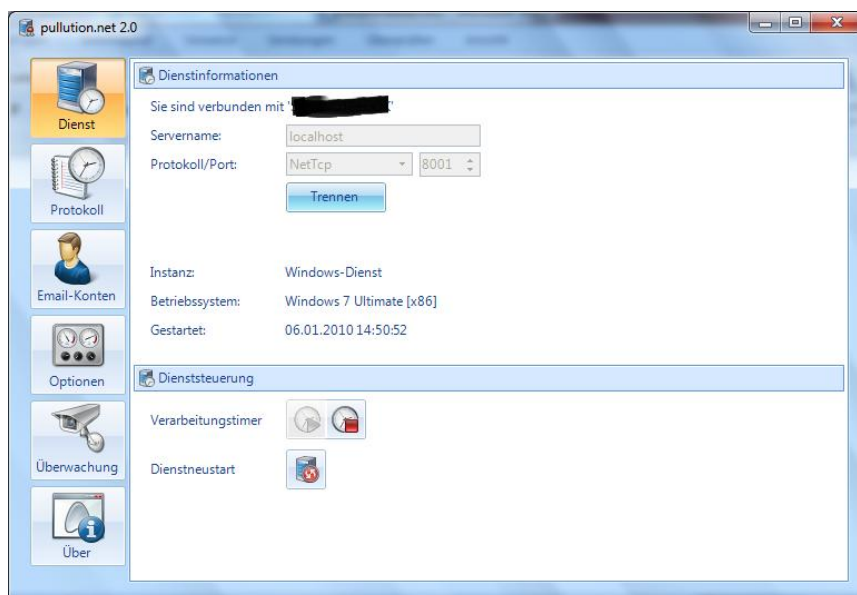 pullution.net 2.0
Dienst
Protokoll
Email-Konten
Optionen
Überwachung
Über
Dienstinformationen
Sie sind verbunden mit '
Servername: localhost
Protokoll/Port: NetTcp 8001
Trennen
Instanz: Windows-Dienst
Betriebssystem: Windows 7 Ultimate [x86]
Gestartet: 06.01.2010 14:50:52
Dienststeuerung
Verarbeitungstimer
Dienstneustart